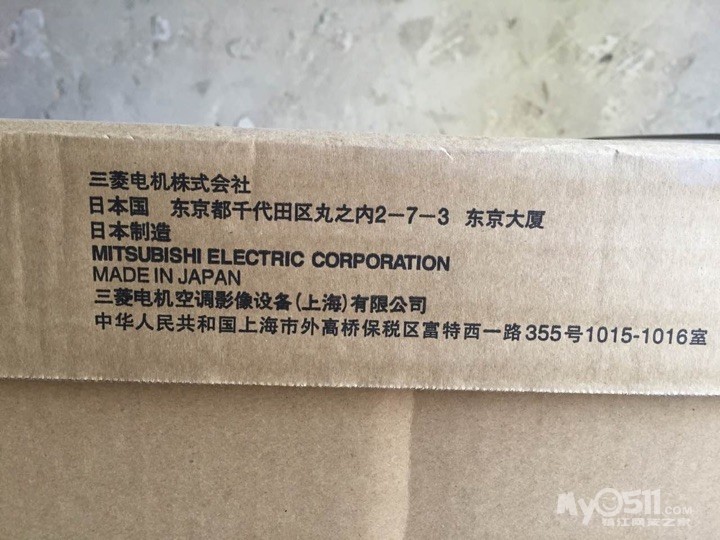 三菱电机株式会社
日本国 东京都千代田区丸之内2-7-3 东京大厦
日本制造
MITSUBISHI ELECTRIC CORPORATION
MADE IN JAPAN
三菱电机空调影像设备(上海)有限公司
中华人民共和国上海市外高桥保税区富特西一路355号1015-1016室
My0511.COM
镇江网友之家